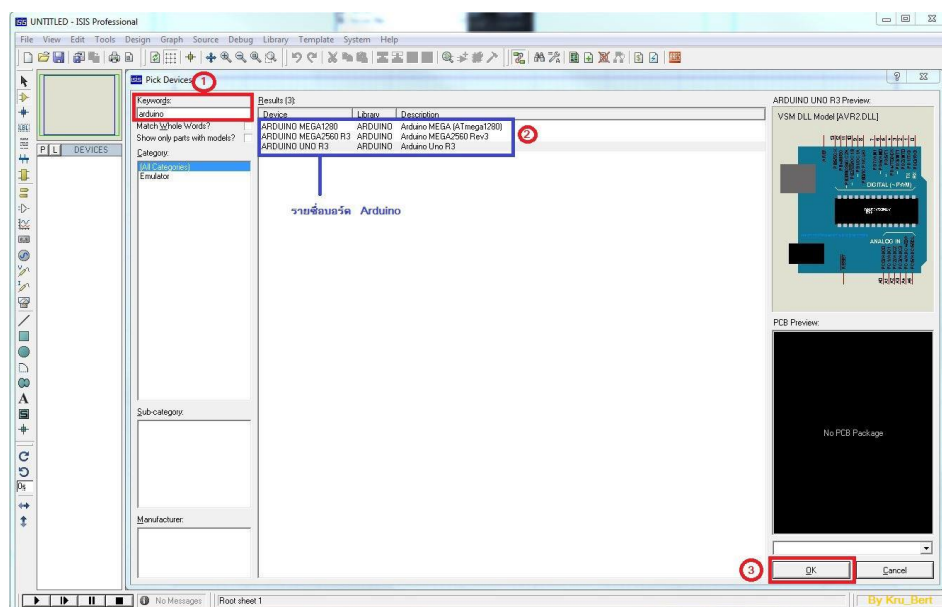 UNTITLED - ISIS Professional
File View Edit Tools Design Graph Source Debug Library Template System Help
Pick Devices
1
Keywords:
arduino
Match Whole Words?
Show only parts with models?
Category:
(All Categories)
Emulator
Sub-category:
Manufacturer:
Results (3):
Device Library Description
ARDUINO MEGA1280 ARDUINO Arduino MEGA (ATmega1280)
ARDUINO MEGA2560 R3 ARDUINO Arduino MEGA2560 Rev3
ARDUINO UNO R3 ARDUINO Arduino Uno R3
2
รายชื่อบอร์ด Arduino
ARDUINO UNO R3 Preview:
VSM DLL Model [AVR2.DLL]
DIGITAL (~PWM)
ANALOG IN
PCB Preview:
No PCB Package
3
OK
Cancel
P L DEVICES
LBL
A
No Messages
Root sheet 1
By Kru_Bert